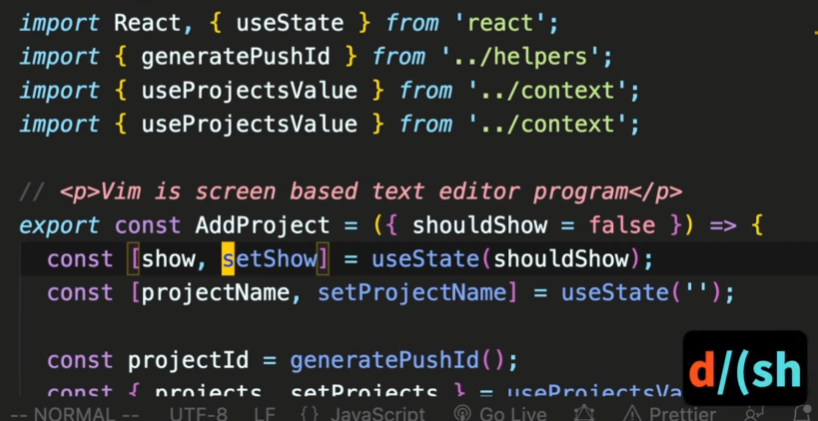 import React, { useState } from 'react';
import { generatePushId } from '../helpers';
import { useProjectsValue } from '../context';
import { useProjectsValue } from '../context';
// <p>Vim is screen based text editor program</p>
export const AddProject = ({ shouldShow = false }) => {
const [show, setShow] = useState(shouldShow);
const [projectName, setProjectName] = useState('');
const projectId = generatePushId();
const { projects, setProjects } = useProjectsVa
d/(sh
-- NORMAL -- UTF-8 LF {} JavaScript Go Live Prettier